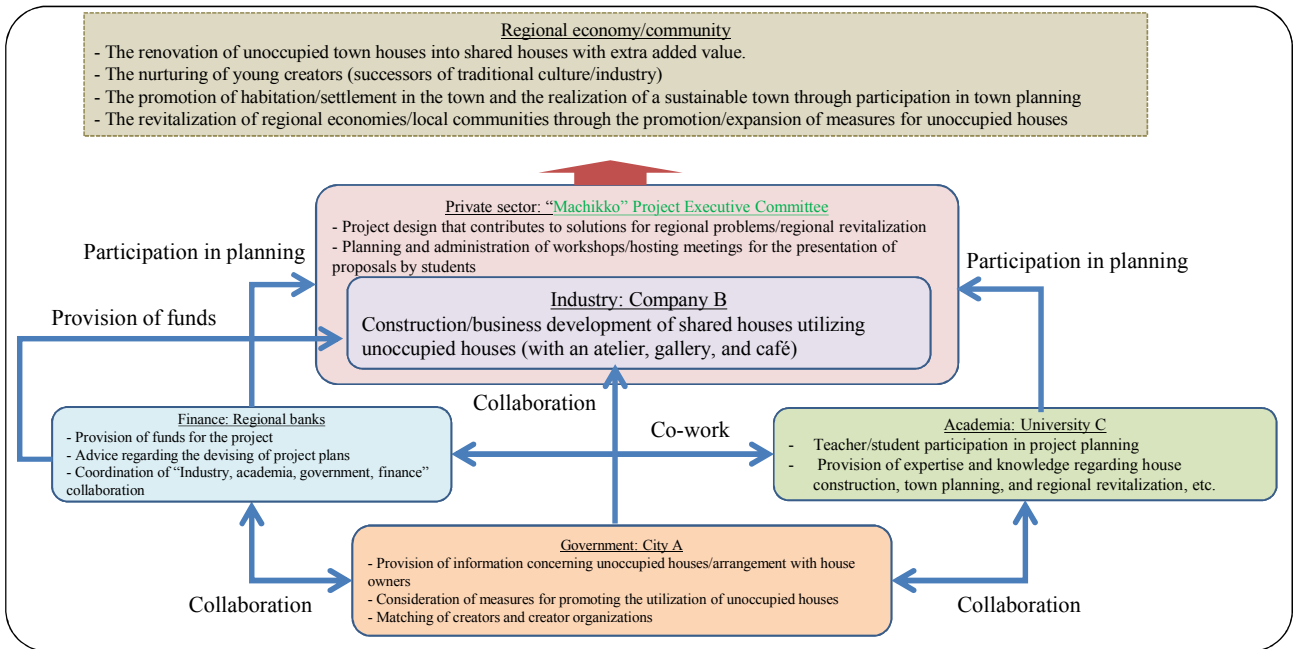 Regional economy/community
- The renovation of unoccupied town houses into shared houses with extra added value.
- The nurturing of young creators (successors of traditional culture/industry)
- The promotion of habitation/settlement in the town and the realization of a sustainable town through participation in town planning
- The revitalization of regional economies/local communities through the promotion/expansion of measures for unoccupied houses
Private sector: “Machikko” Project Executive Committee
- Project design that contributes to solutions for regional problems/regional revitalization
- Planning and administration of workshops/hosting meetings for the presentation of
proposals by students
Participation in planning
Participation in planning
Provision of funds
Industry: Company B
Construction/business development of shared houses utilizing
unoccupied houses (with an atelier, gallery, and café)
Collaboration
Co-work
Finance: Regional banks
- Provision of funds for the project
- Advice regarding the devising of project plans
- Coordination of “Industry, academia, government, finance”
collaboration
Academia: University C
- Teacher/student participation in project planning
- Provision of expertise and knowledge regarding house
construction, town planning, and regional revitalization, etc.
Government: City A
- Provision of information concerning unoccupied houses/arrangement with house
owners
- Consideration of measures for promoting the utilization of unoccupied houses
- Matching of creators and creator organizations
Collaboration
Collaboration